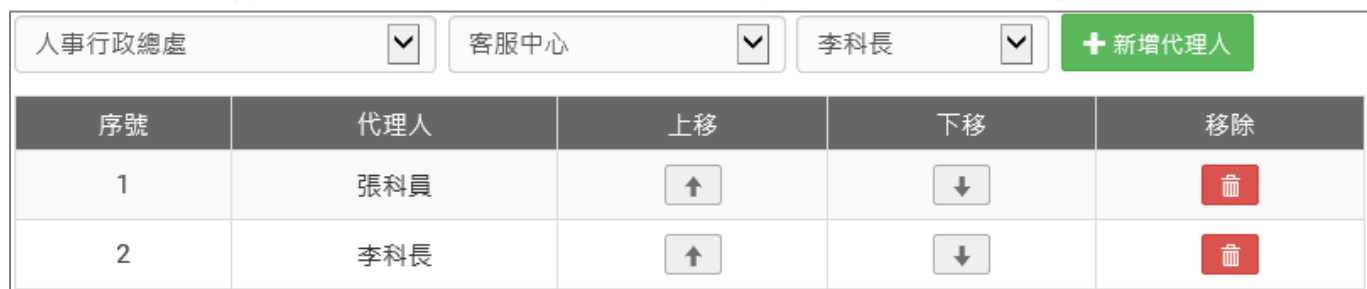 人事行政總處 客服中心 李科長 新增代理人
序號 代理人 上移 下移 移除
1 張科員
2 李科長